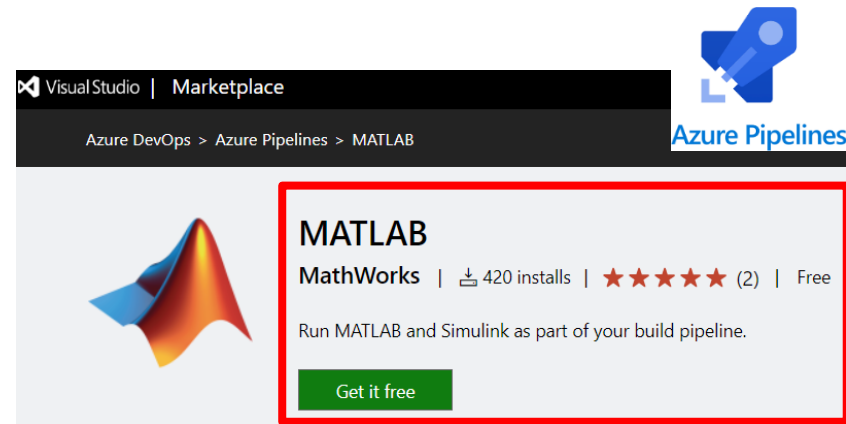 Visual Studio | Marketplace
Azure Pipelines
Azure DevOps > Azure Pipelines > MATLAB
MATLAB
MathWorks | 420 installs | ★★★★★ (2) | Free
Run MATLAB and Simulink as part of your build pipeline.
Get it free